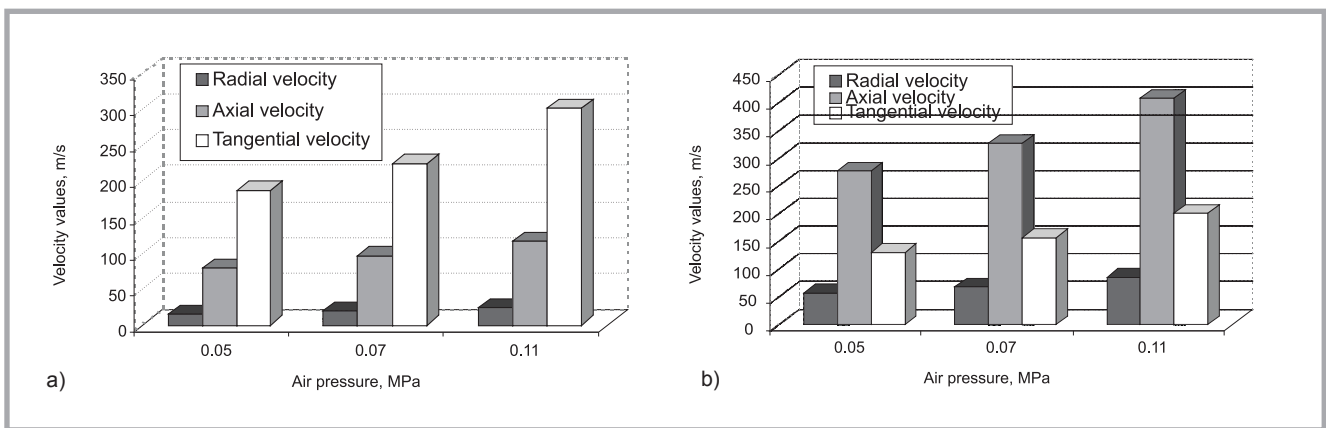 350
300
250
200
150
100
50
0
Velocity values, m/s
Radial velocity
Axial velocity
Tangential velocity
0.05 0.07 0.11
Air pressure, MPa
a)
450
400
350
300
250
200
150
100
50
0
Velocity values, m/s
Radial velocity
Axial velocity
Tangential velocity
0.05 0.07 0.11
Air pressure, MPa
b)